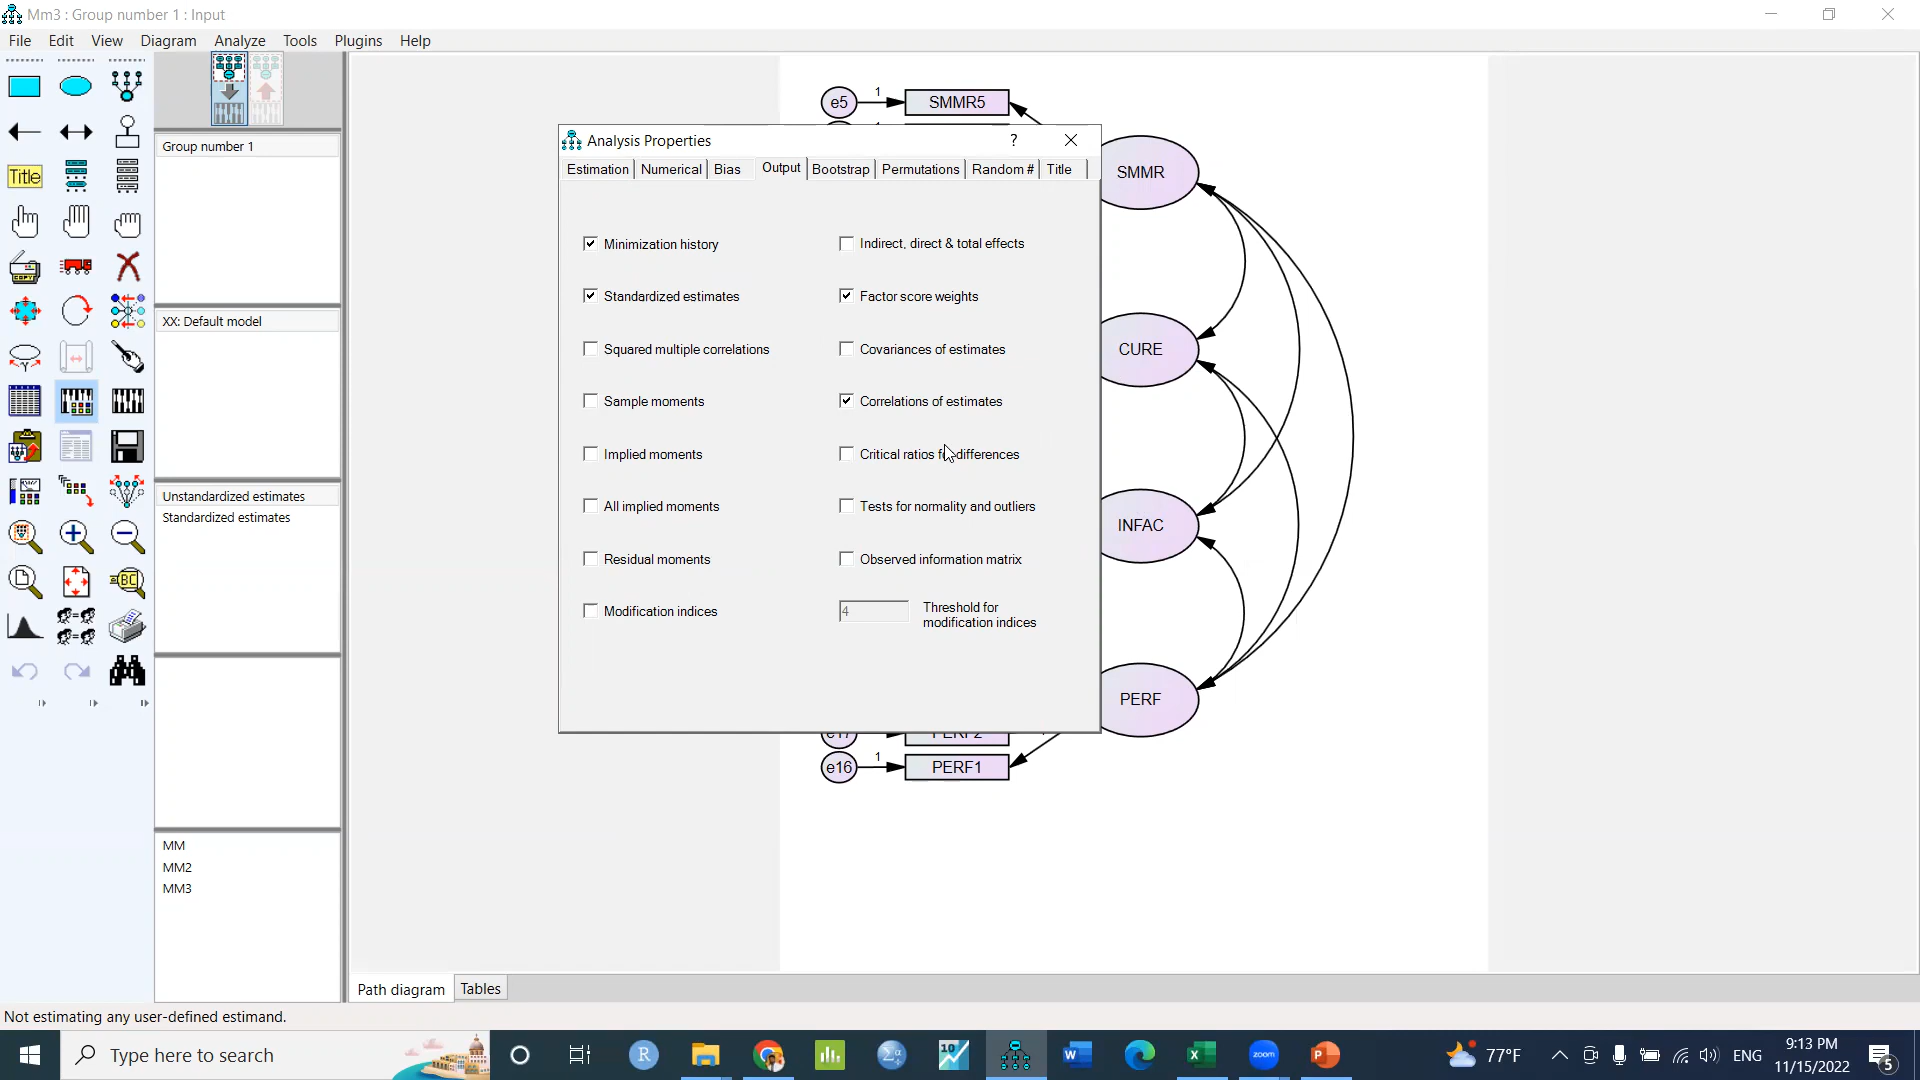 Mm3 : Group number 1 : Input
File Edit View Diagram Analyze Tools Plugins Help
Title
Group number 1
XX: Default model
Unstandardized estimates
Standardized estimates
MM
MM2
MM3
e5 1 SMMR5
Analysis Properties ?
Estimation Numerical Bias Output Bootstrap Permutations Random # Title
Minimization history
Indirect, direct & total effects
Standardized estimates
Factor score weights
Squared multiple correlations
Covariances of estimates
Sample moments
Correlations of estimates
Implied moments
Critical ratios differences
All implied moments
Tests for normality and outliers
Residual moments
Observed information matrix
Modification indices
4
Threshold for
modification indices
SMMR
CURE
INFAC
PERF
e17 PERF2
e16 1 PERF1
Path diagram Tables
Not estimating any user-defined estimand.
Type here to search
77°F
ENG
9:13 PM
11/15/2022
5
zoom